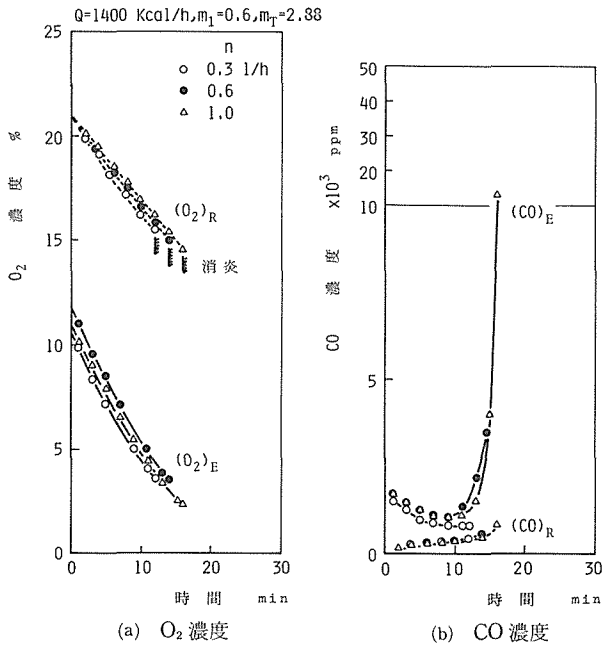 Q=1400 Kcal/h,m₁=0.6,mT=2.88
n
○ 0.3 l/h
● 0.6
△ 1.0
25
20
15
10
5
0
O₂ 濃度 %
(O₂)R
消炎
(O₂)E
0 10 20 30
時間 min
(a) O₂ 濃度
50
40
30
20
10
5
0
CO 濃度 ×10³ ppm
(CO)E
(CO)R
0 10 20 30
時間 min
(b) CO 濃度